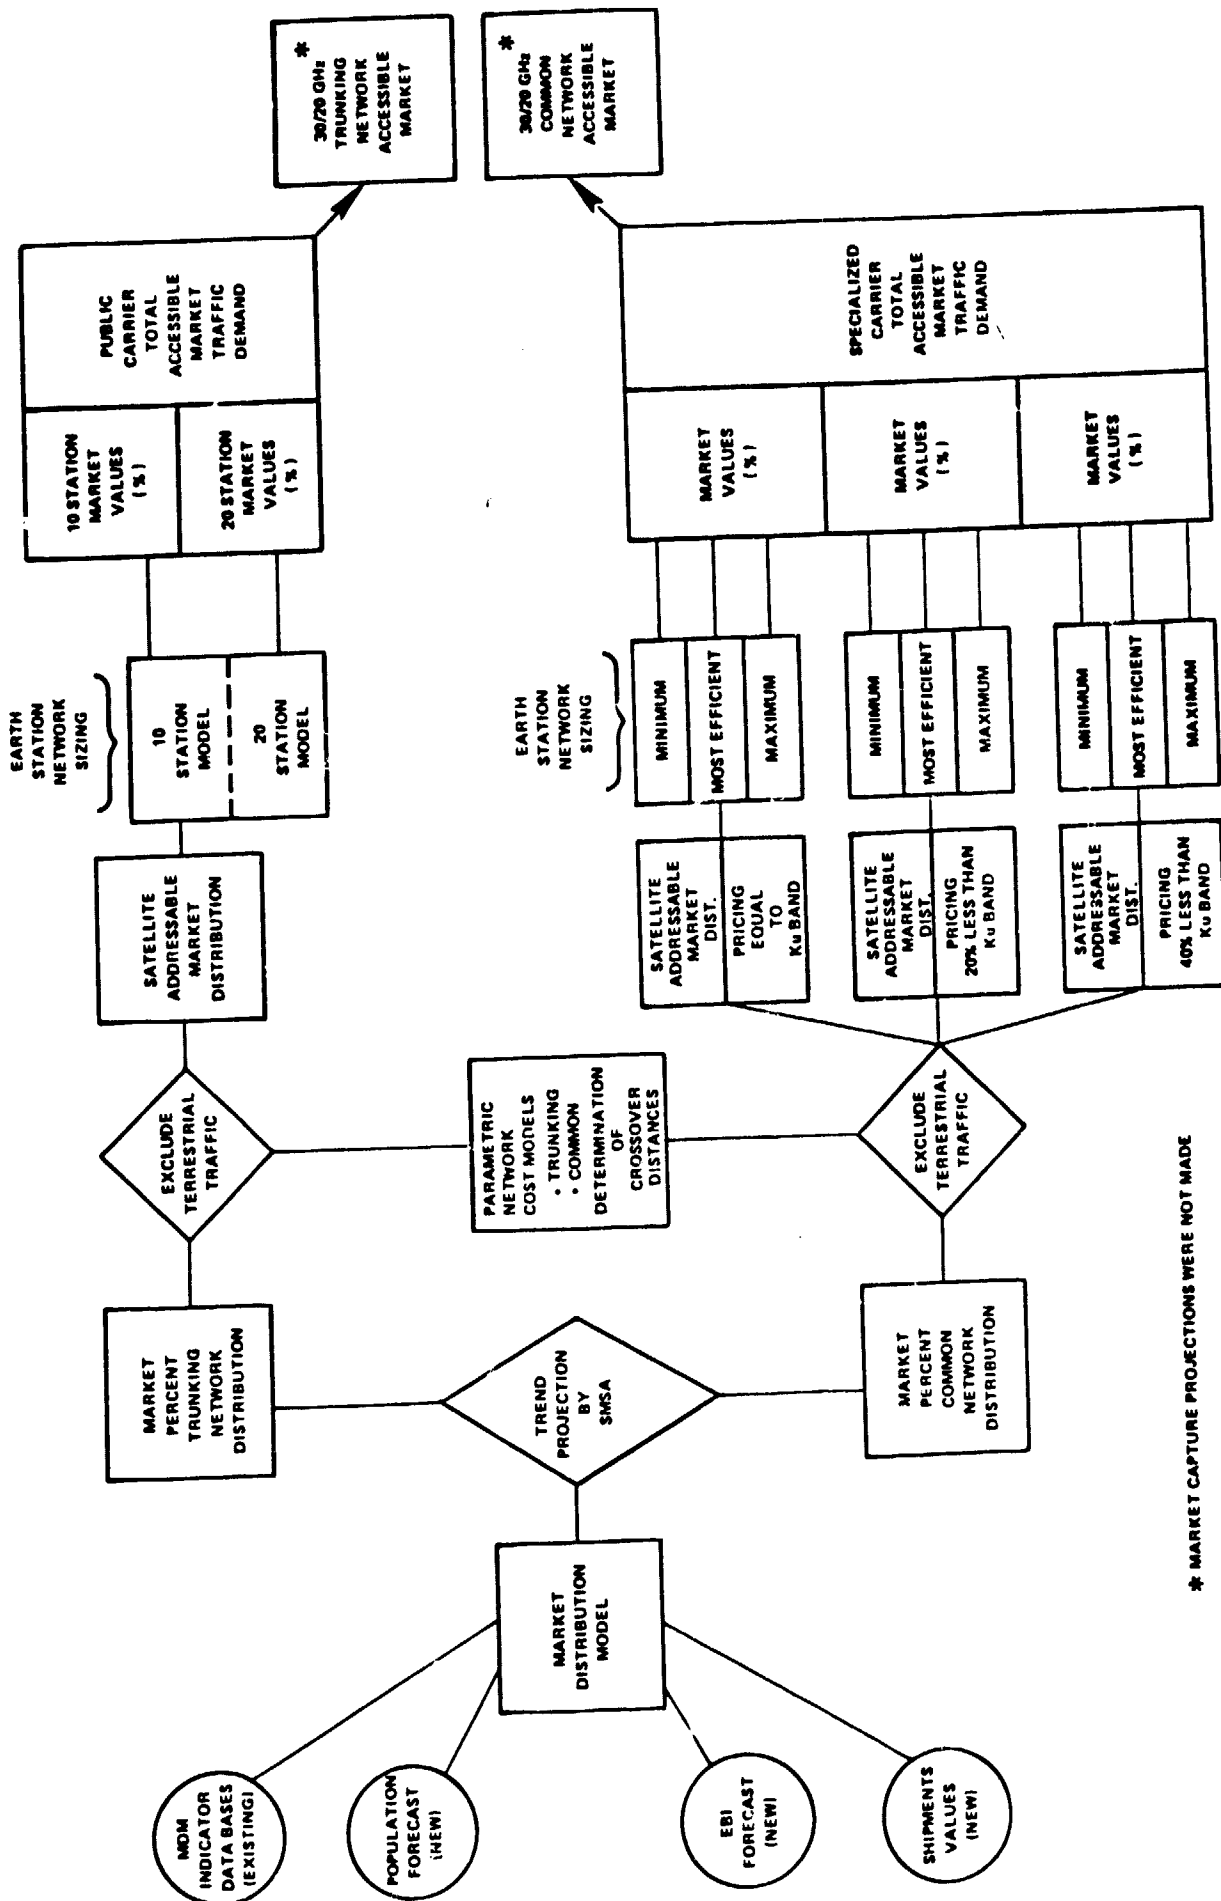 MDM
INDICATOR
DATA BASES
(EXISTING)
POPULATION
FORECAST
(NEW)
EBI
FORECAST
(NEW)
SHIPMENTS
VALUES
(NEW)
MARKET
DISTRIBUTION
MODEL
TREND
PROJECTION
BY
SMSA
MARKET
PERCENT
TRUNKING
NETWORK
DISTRIBUTION
MARKET
PERCENT
COMMON
NETWORK
DISTRIBUTION
EXCLUDE
TERRESTRIAL
TRAFFIC
PARAMETRIC
NETWORK
COST MODELS
• TRUNKING
• COMMON
DETERMINATION
OF
CROSSOVER
DISTANCES
EXCLUDE
TERRESTRIAL
TRAFFIC
SATELLITE
ADDRESSABLE
MARKET
DISTRIBUTION
SATELLITE
ADDRESSABLE
MARKET
DIST.
PRICING
EQUAL
TO
Ku BAND
SATELLITE
ADDRESSABLE
MARKET
DIST.
PRICING
20% LESS THAN
Ku BAND
SATELLITE
ADDRESSABLE
MARKET
DIST.
PRICING
40% LESS THAN
Ku BAND
EARTH
STATION
NETWORK
SIZING
10
STATION
MODEL
20
STATION
MODEL
EARTH
STATION
NETWORK
SIZING
MINIMUM
MOST EFFICIENT
MAXIMUM
MINIMUM
MOST EFFICIENT
MAXIMUM
MINIMUM
MOST EFFICIENT
MAXIMUM
10 STATION
MARKET
VALUES
(%)
20 STATION
MARKET
VALUES
(%)
MARKET
VALUES
(%)
MARKET
VALUES
(%)
MARKET
VALUES
(%)
PUBLIC
CARRIER
TOTAL
ACCESSIBLE
MARKET
TRAFFIC
DEMAND
SPECIALIZED
CARRIER
TOTAL
ACCESSIBLE
MARKET
TRAFFIC
DEMAND
*
30/20 GHz
TRUNKING
NETWORK
ACCESSIBLE
MARKET
*
30/20 GHz
COMMON
NETWORK
ACCESSIBLE
MARKET
* MARKET CAPTURE PROJECTIONS WERE NOT MADE